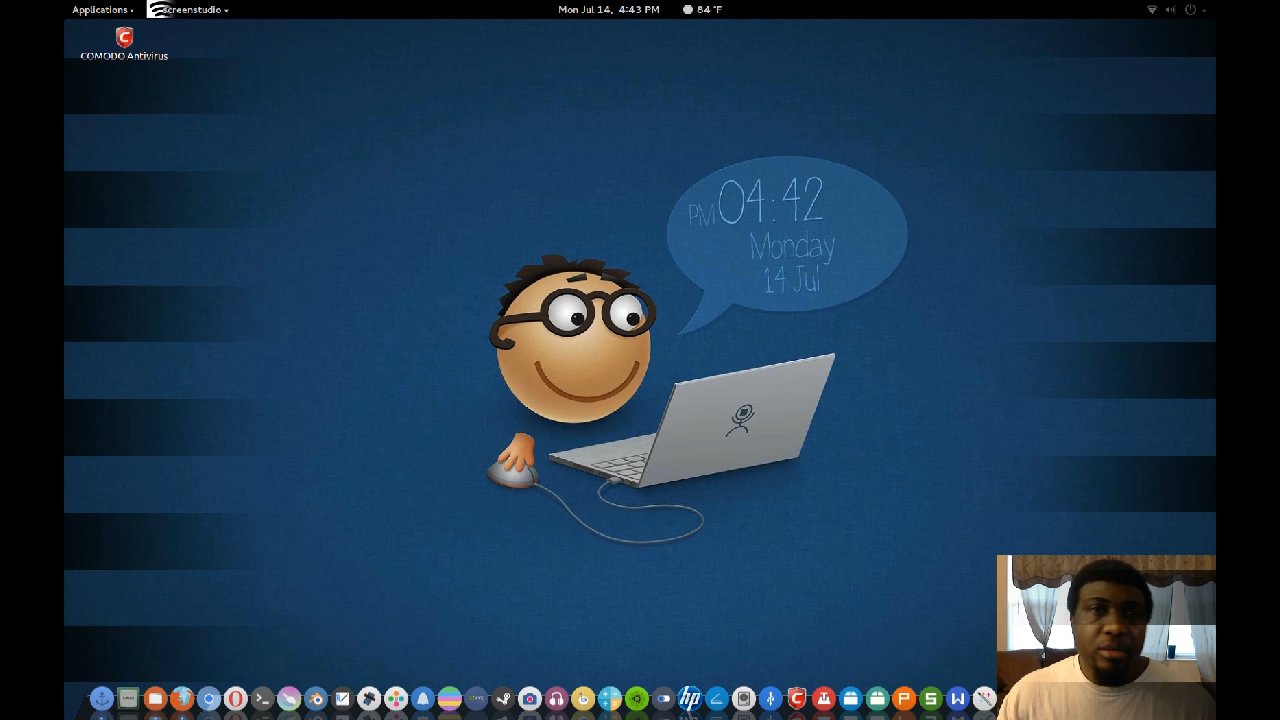 Applications
screenstudio
Mon Jul 14, 4:43 PM
84 °F
COMODO Antivirus
PM 04:42
Monday
14 Jul
hp